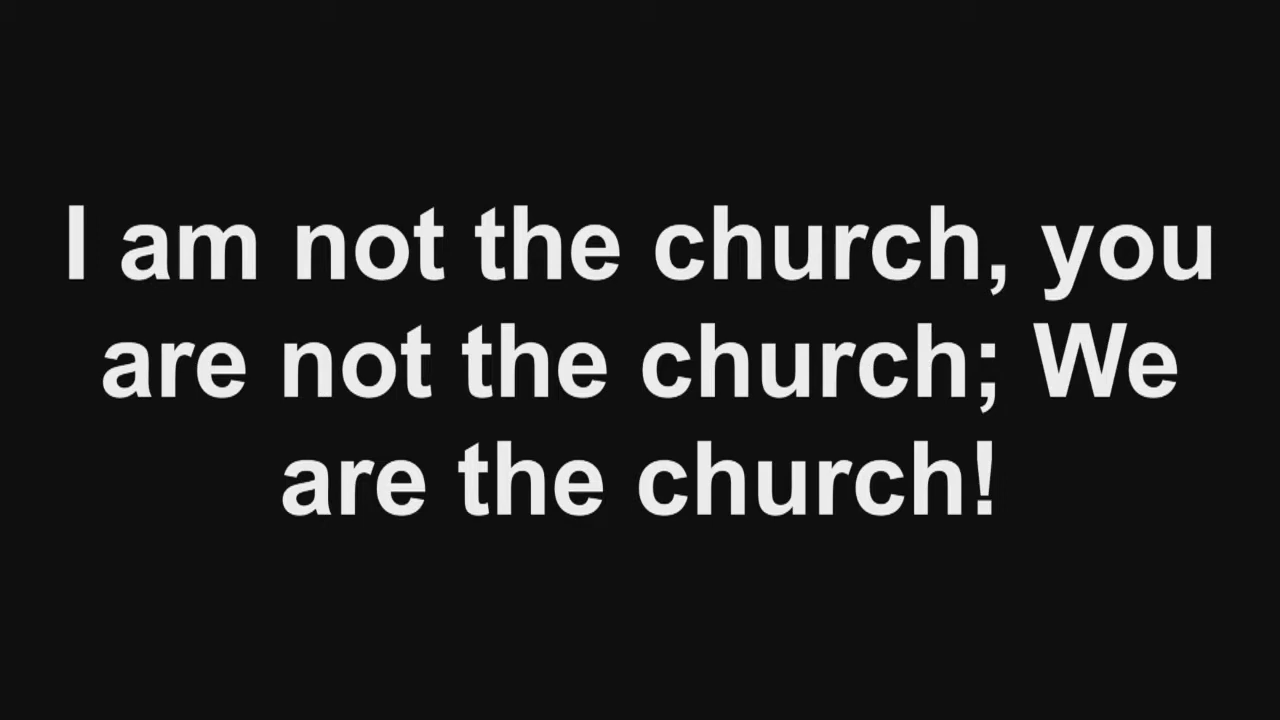 I am not the church, you
are not the church; We
are the church!